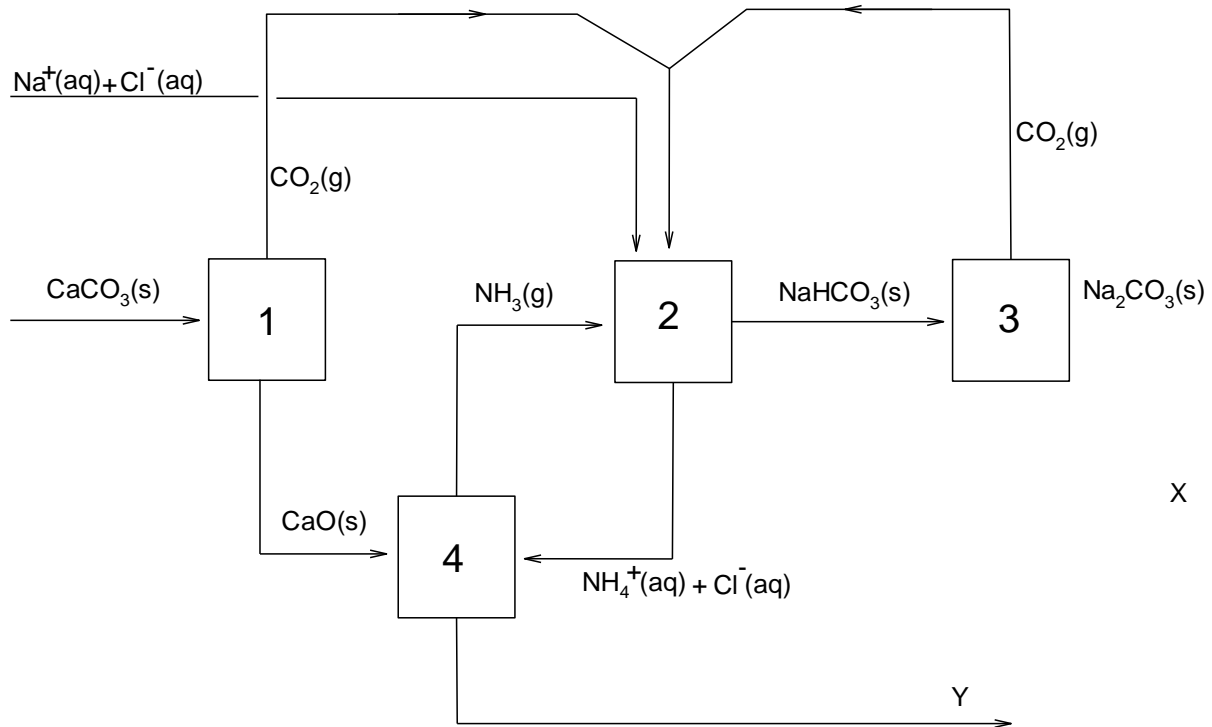 Na⁺(aq)+Cl⁻(aq)
CO₂(g)
CO₂(g)
CaCO₃(s)
NH₃(g)
NaHCO₃(s)
Na₂CO₃(s)
1
2
3
X
CaO(s)
4
NH₄⁺(aq) + Cl⁻(aq)
Y